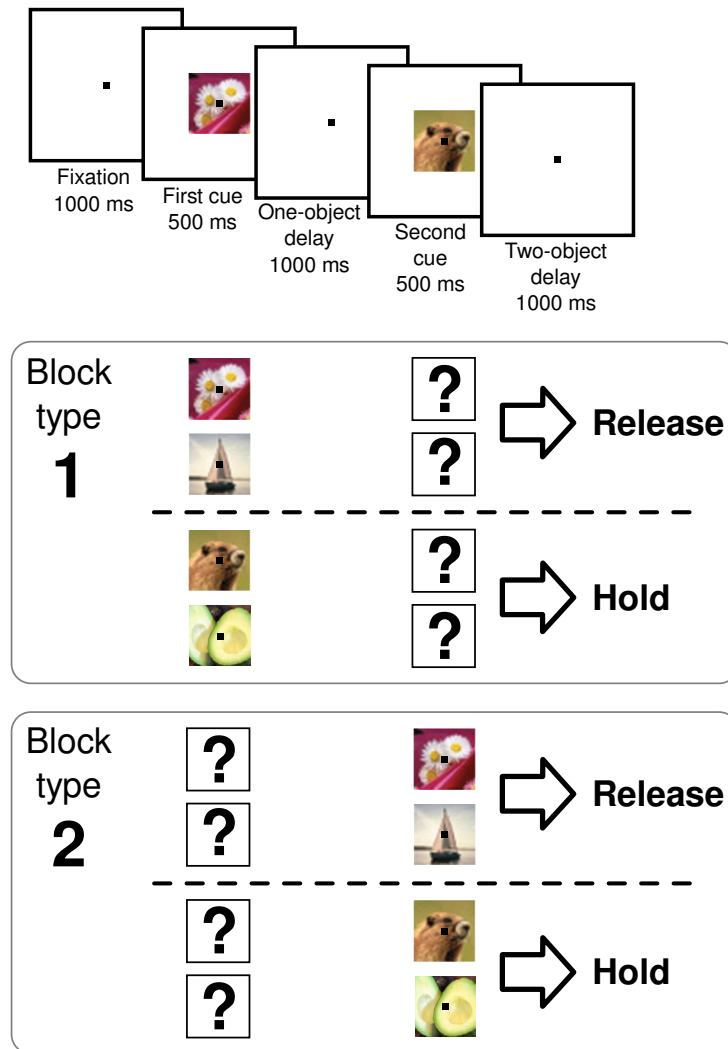 Fixation
1000 ms
First cue
500 ms
One-object
delay
1000 ms
Second
cue
500 ms
Two-object
delay
1000 ms
Block
type
1
?
?
Release
?
?
Hold
Block
type
2
?
?
Release
?
?
Hold